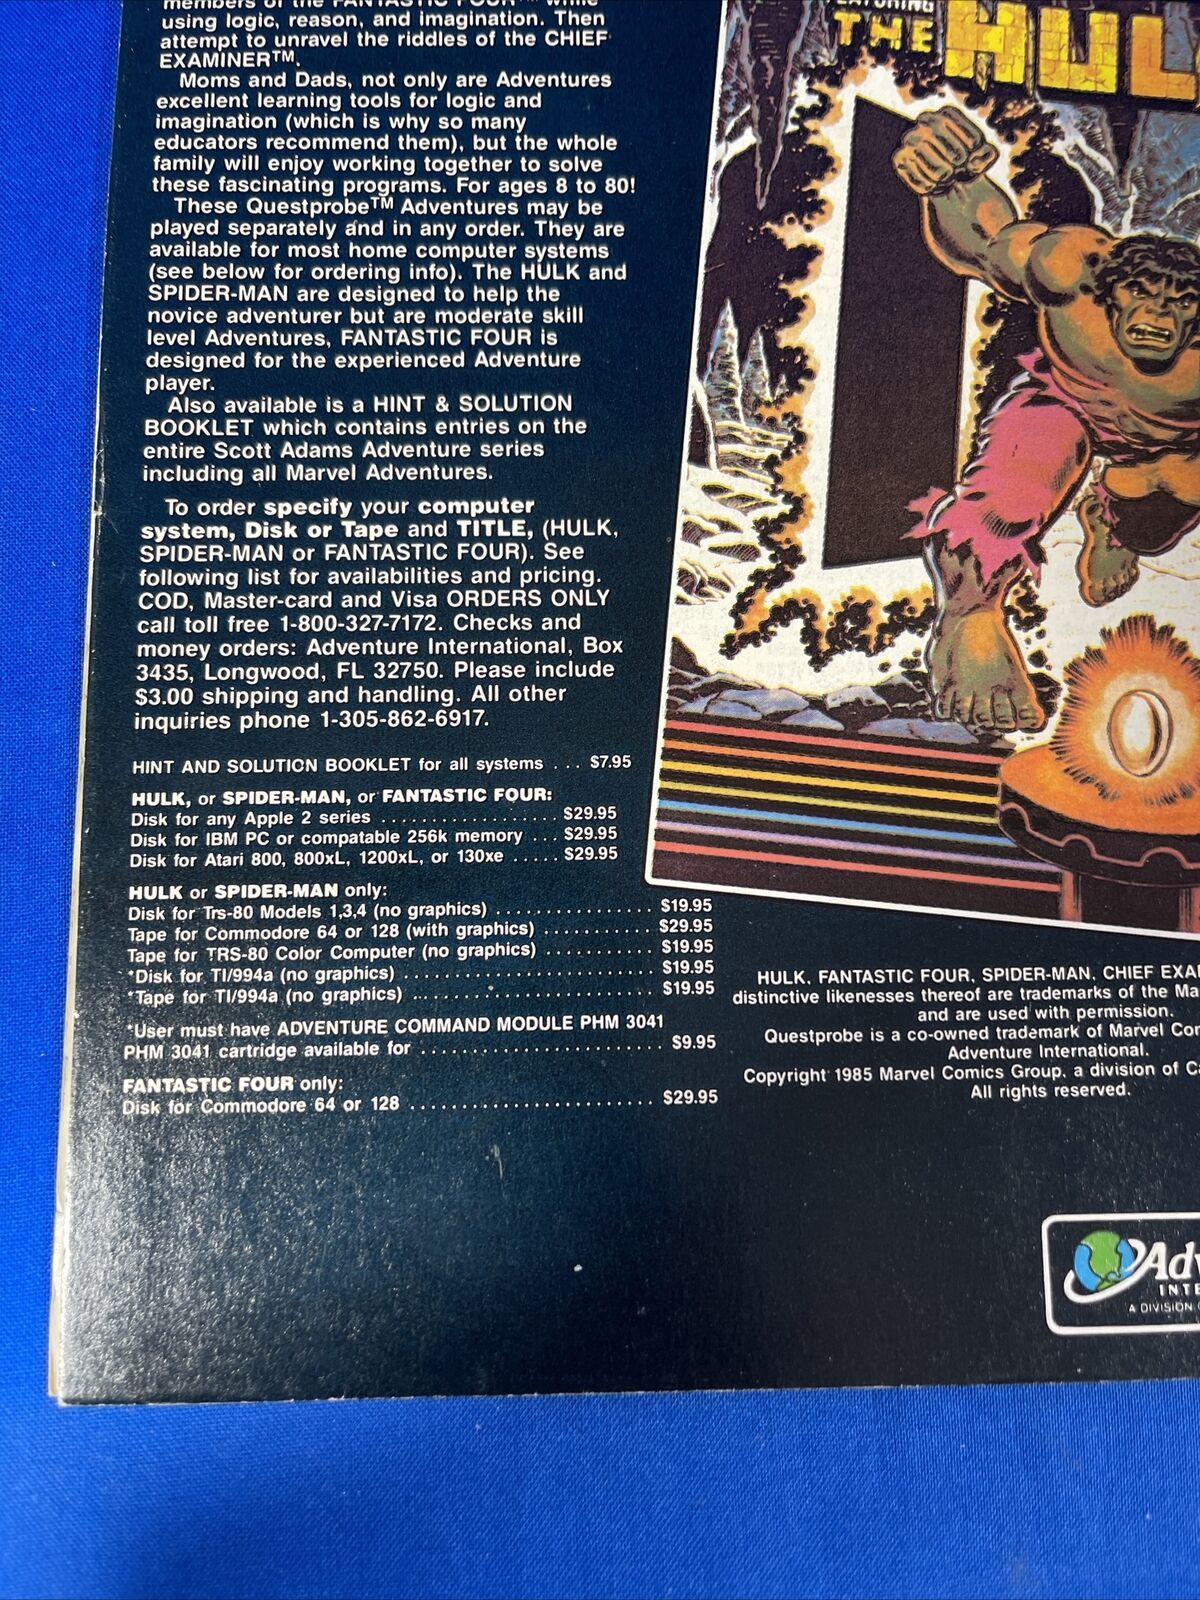 members of the FANTASTIC FOUR™ while
using logic, reason, and imagination. Then
attempt to unravel the riddles of the CHIEF
EXAMINER™.
Moms and Dads, not only are Adventures
excellent learning tools for logic and
imagination (which is why so many
educators recommend them), but the whole
family will enjoy working together to solve
these fascinating programs. For ages 8 to 80!
These Questprobe™ Adventures may be
played separately and in any order. They are
available for most home computer systems
(see below for ordering info). The HULK and
SPIDER-MAN are designed to help the
novice adventurer but are moderate skill
level Adventures, FANTASTIC FOUR is
designed for the experienced Adventure
player.
Also available is a HINT & SOLUTION
BOOKLET which contains entries on the
entire Scott Adams Adventure series
including all Marvel Adventures.
To order specify your computer
system, Disk or Tape and TITLE, (HULK,
SPIDER-MAN or FANTASTIC FOUR). See
following list for availabilities and pricing.
COD, Master-card and Visa ORDERS ONLY
call toll free 1-800-327-7172. Checks and
money orders: Adventure International, Box
3435, Longwood, FL 32750. Please include
$3.00 shipping and handling. All other
inquiries phone 1-305-862-6917.
HINT AND SOLUTION BOOKLET for all systems ... $7.95
HULK, or SPIDER-MAN, or FANTASTIC FOUR:
Disk for any Apple 2 series .................. $29.95
Disk for IBM PC or compatable 256k memory ... $29.95
Disk for Atari 800, 800xL, 1200xL, or 130xe ..... $29.95
HULK or SPIDER-MAN only:
Disk for Trs-80 Models 1,3,4 (no graphics) ................ $19.95
Tape for Commodore 64 or 128 (with graphics) ........... $29.95
Tape for TRS-80 Color Computer (no graphics) ............ $19.95
*Disk for TI/994a (no graphics) .......................... $19.95
*Tape for TI/994a (no graphics) ......................... $19.95
*User must have ADVENTURE COMMAND MODULE PHM 3041
PHM 3041 cartridge available for ......................... $9.95
FANTASTIC FOUR only:
Disk for Commodore 64 or 128 ......................... $29.95
FEATURING
THE HUL
HULK, FANTASTIC FOUR, SPIDER-MAN, CHIEF EXA
distinctive likenesses thereof are trademarks of the Ma
and are used with permission.
Questprobe is a co-owned trademark of Marvel Co
Adventure International.
Copyright 1985 Marvel Comics Group, a division of C
All rights reserved.
Adv
INTE
A DIVISION